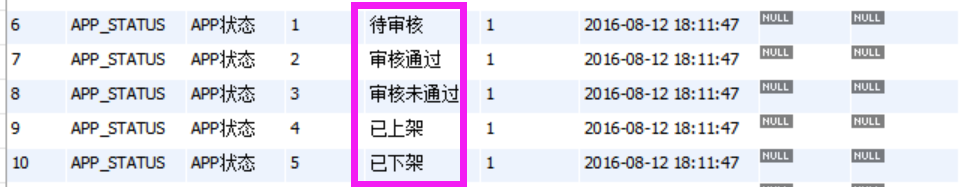 6 APP_STATUS APP状态 1 待审核 1 2016-08-12 18:11:47 NULL NULL
7 APP_STATUS APP状态 2 审核通过 1 2016-08-12 18:11:47 NULL NULL
8 APP_STATUS APP状态 3 审核未通过 1 2016-08-12 18:11:47 NULL NULL
9 APP_STATUS APP状态 4 已上架 1 2016-08-12 18:11:47 NULL NULL
10 APP_STATUS APP状态 5 已下架 1 2016-08-12 18:11:47 NULL NULL